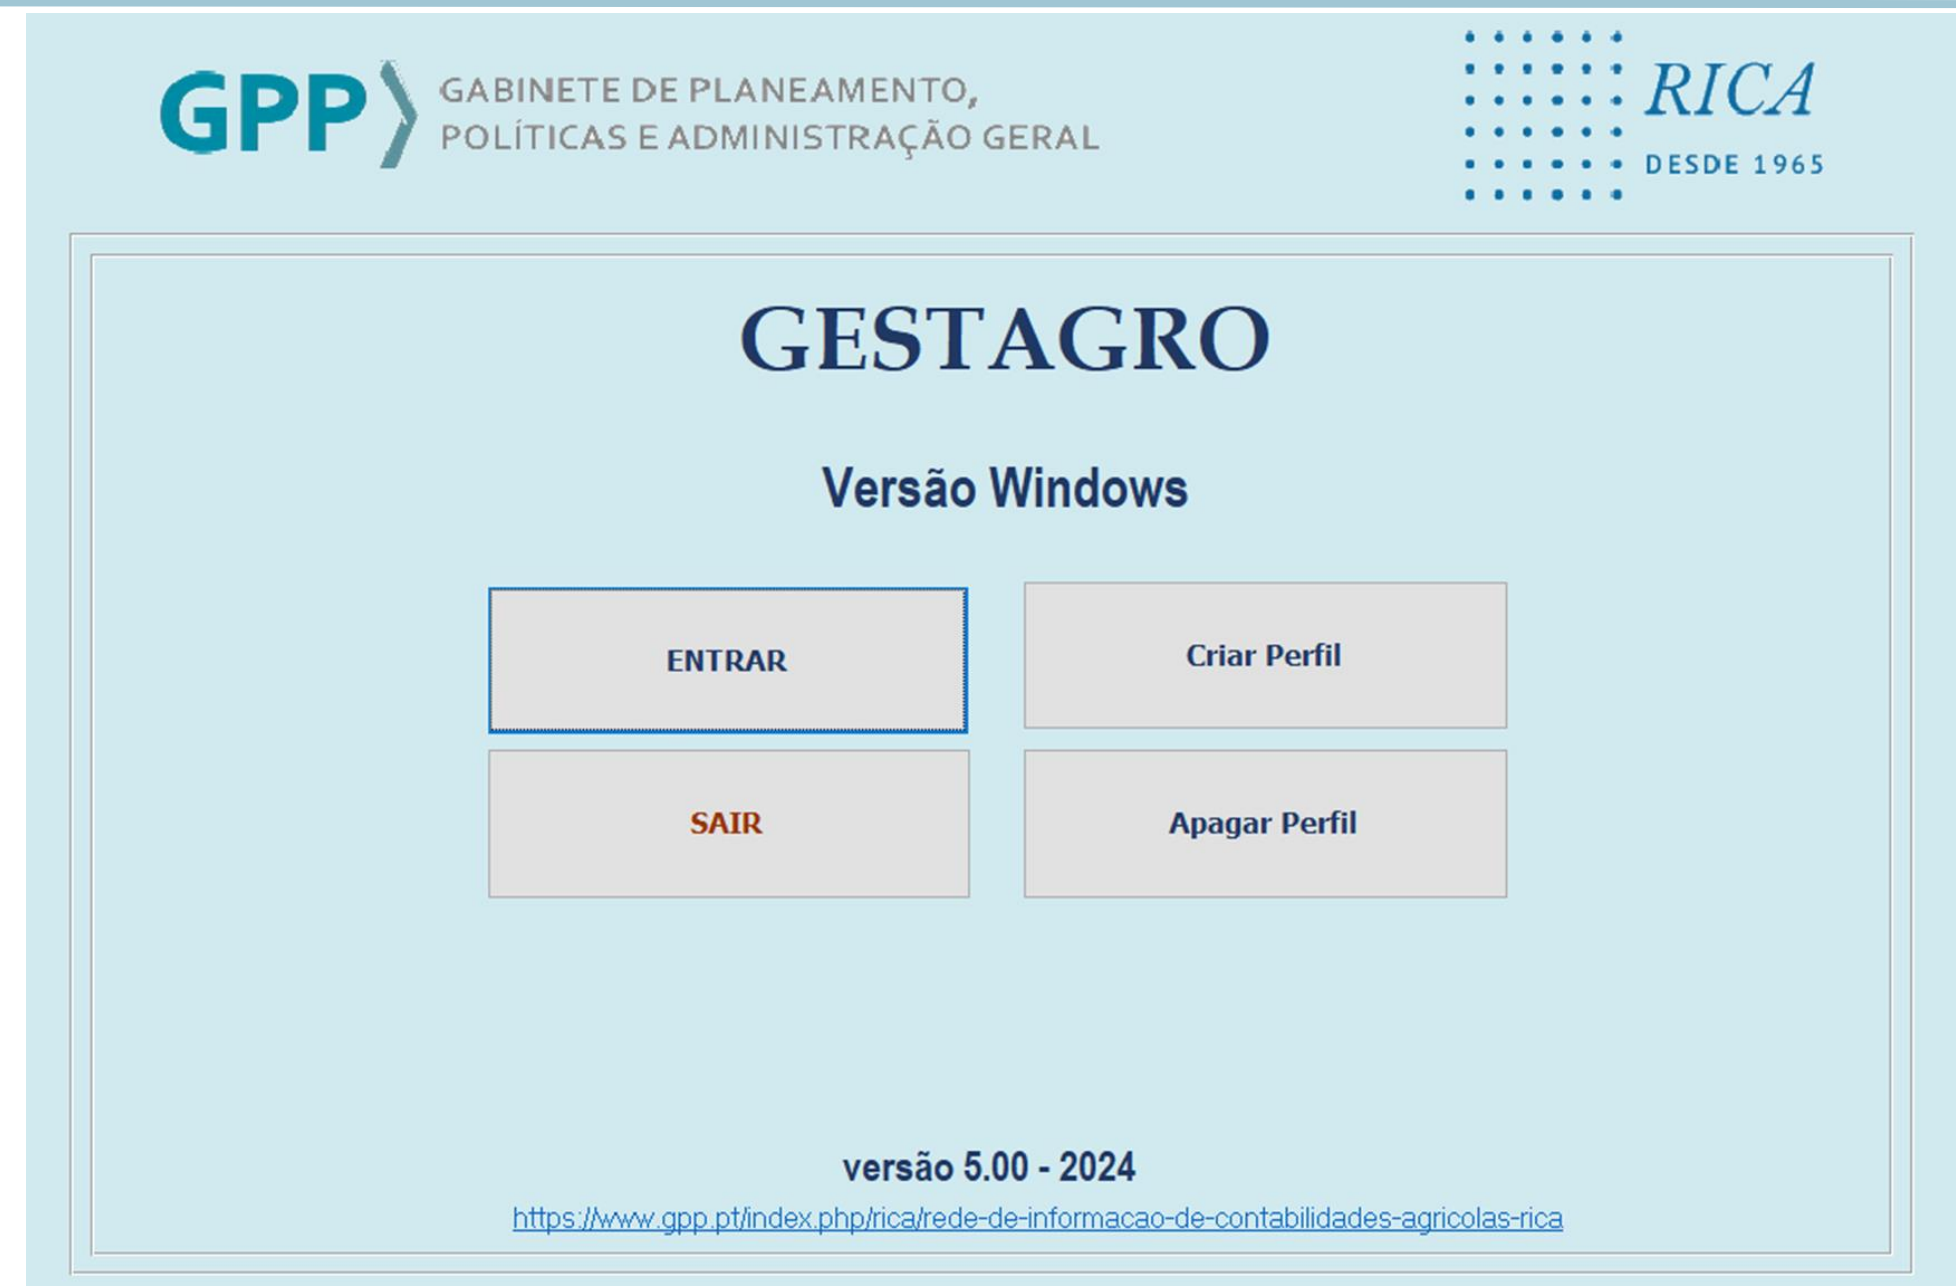 GPP
GABINETE DE PLANEAMENTO,
POLÍTICAS E ADMINISTRAÇÃO GERAL
RICA
DESDE 1965
GESTAGRO
Versão Windows
ENTRAR
Criar Perfil
SAIR
Apagar Perfil
versão 5.00 - 2024
https://www.gpp.pt/index.php/rica/rede-de-informacao-de-contabilidades-agricolas-rica